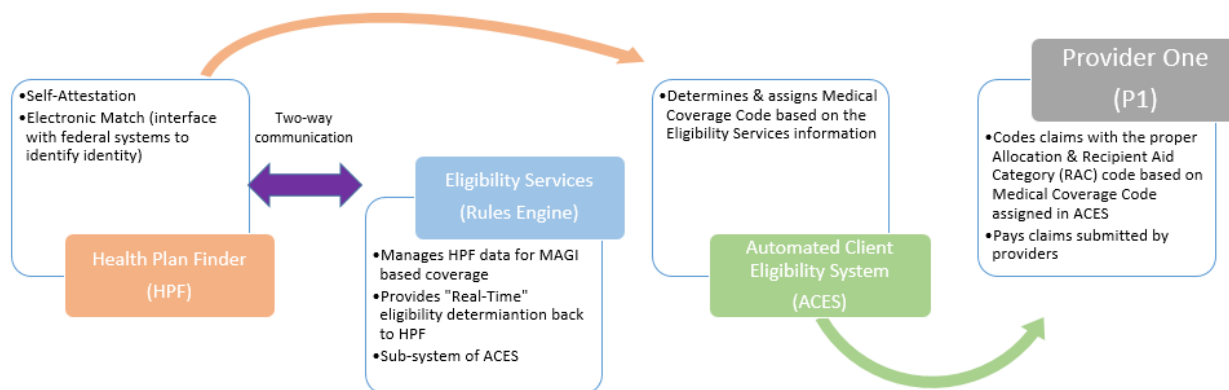 •Self-Attestation
•Electronic Match (interface
with federal systems to
identify identity)
Health Plan Finder
(HPF)
Two-way
communication
Eligibility Services
(Rules Engine)
•Manages HPF data for MAGI
based coverage
•Provides "Real-Time"
eligibility determiantion back
to HPF
•Sub-system of ACES
•Determines & assigns Medical
Coverage Code based on the
Eligibility Services information
Automated Client
Eligibility System
(ACES)
Provider One
(P1)
•Codes claims with the proper
Allocation & Recipient Aid
Category (RAC) code based on
Medical Coverage Code
assigned in ACES
•Pays claims submitted by
providers